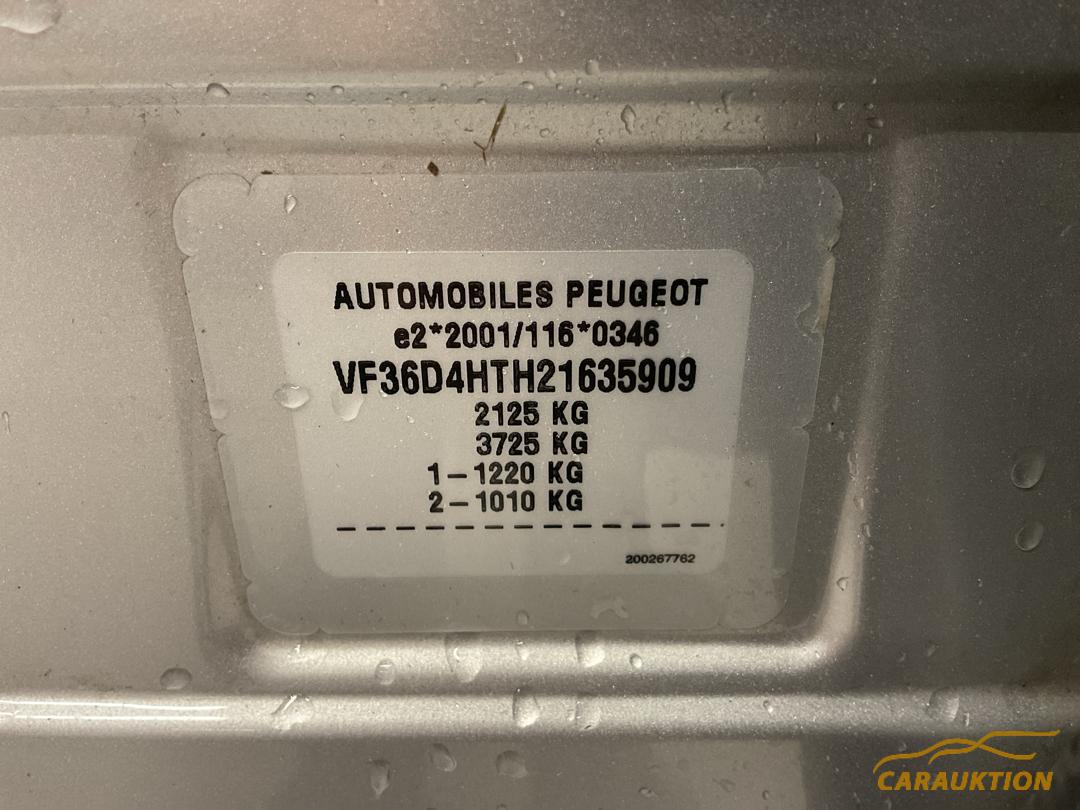 AUTOMOBILES PEUGEOT
e2*2001/116*0346
VF36D4HTH21635909
2125 KG
3725 KG
1-1220 KG
2-1010 KG
200267762
CARAUKTION